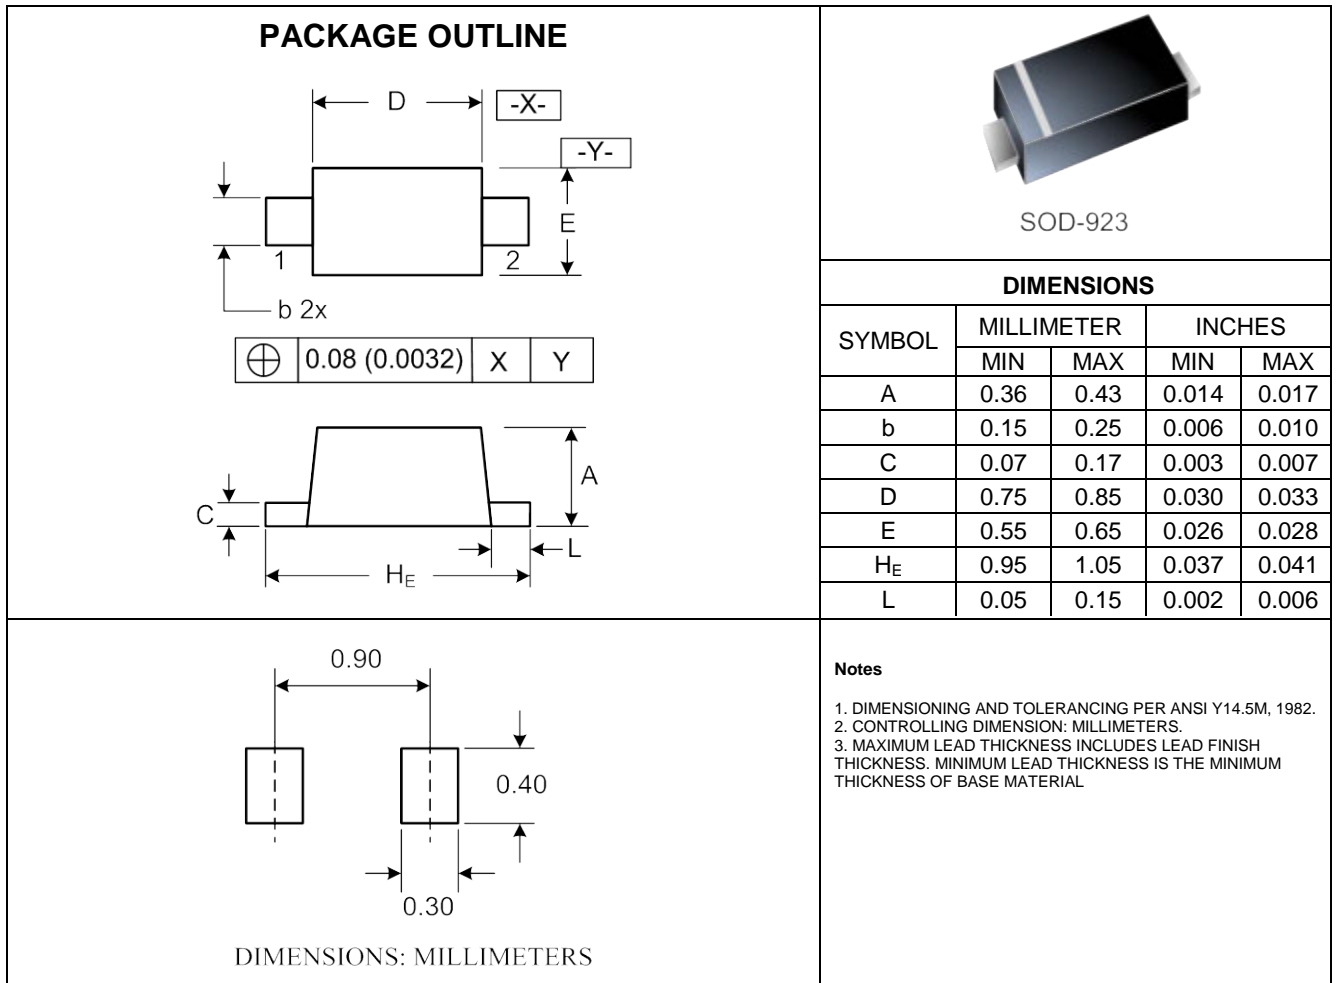 PACKAGE OUTLINE
D
-X-
-Y-
E
1
2
b 2x
⌖ 0.08 (0.0032) X Y
A
C
L
HE
SOD-923
DIMENSIONS
SYMBOL MILLIMETER INCHES
MIN MAX MIN MAX
A 0.36 0.43 0.014 0.017
b 0.15 0.25 0.006 0.010
C 0.07 0.17 0.003 0.007
D 0.75 0.85 0.030 0.033
E 0.55 0.65 0.026 0.028
HE 0.95 1.05 0.037 0.041
L 0.05 0.15 0.002 0.006
0.90
0.40
0.30
DIMENSIONS: MILLIMETERS
Notes
1. DIMENSIONING AND TOLERANCING PER ANSI Y14.5M, 1982.
2. CONTROLLING DIMENSION: MILLIMETERS.
3. MAXIMUM LEAD THICKNESS INCLUDES LEAD FINISH
THICKNESS. MINIMUM LEAD THICKNESS IS THE MINIMUM
THICKNESS OF BASE MATERIAL